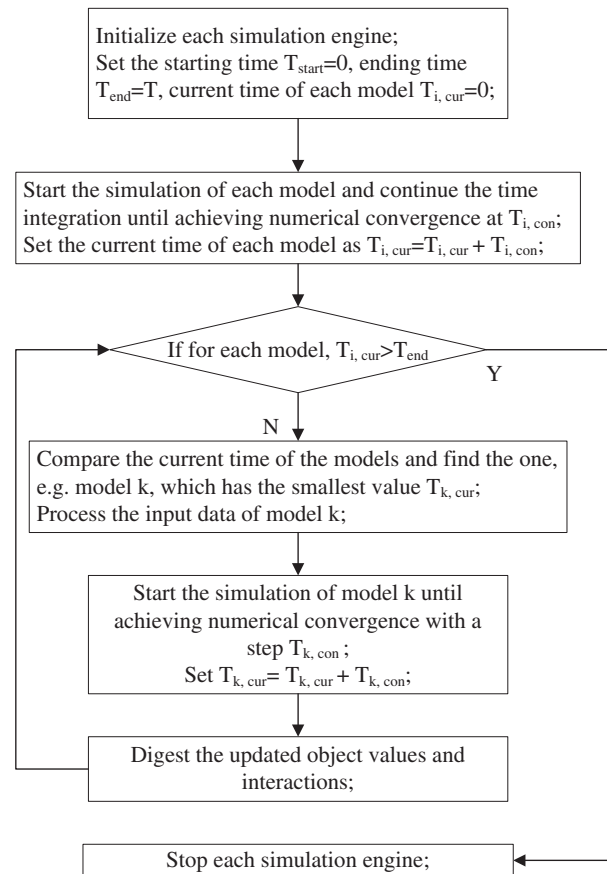 Initialize each simulation engine;
Set the starting time Tstart=0, ending time
Tend=T, current time of each model Ti, cur=0;
Start the simulation of each model and continue the time
integration until achieving numerical convergence at Ti, con;
Set the current time of each model as Ti, cur=Ti, cur + Ti, con;
If for each model, Ti, cur>Tend
Y
N
Compare the current time of the models and find the one,
e.g. model k, which has the smallest value Tk, cur;
Process the input data of model k;
Start the simulation of model k until
achieving numerical convergence with a
step Tk, con ;
Set Tk, cur= Tk, cur + Tk, con;
Digest the updated object values and
interactions;
Stop each simulation engine;